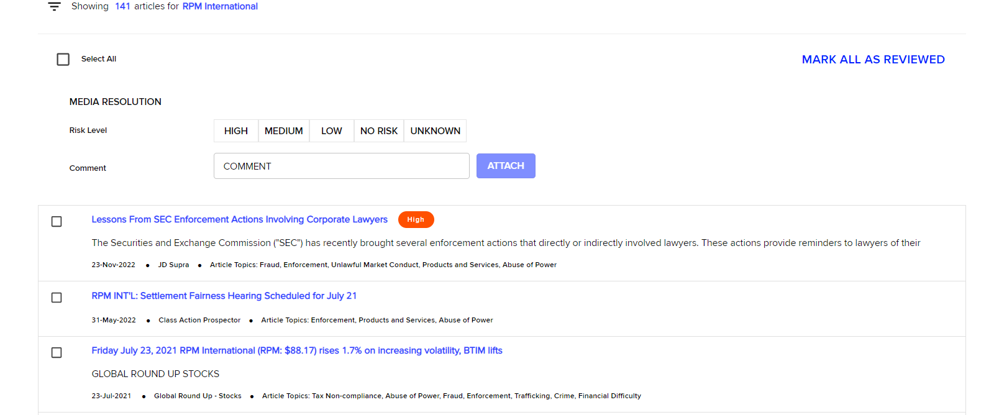 Showing 141 articles for RPM International
Select All
MARK ALL AS REVIEWED
MEDIA RESOLUTION
Risk Level
HIGH MEDIUM LOW NO RISK UNKNOWN
Comment
COMMENT
ATTACH
Lessons From SEC Enforcement Actions Involving Corporate Lawyers High
The Securities and Exchange Commission ("SEC") has recently brought several enforcement actions that directly or indirectly involved lawyers. These actions provide reminders to lawyers of their
23-Nov-2022 ● JD Supra ● Article Topics: Fraud, Enforcement, Unlawful Market Conduct, Products and Services, Abuse of Power
RPM INT'L: Settlement Fairness Hearing Scheduled for July 21
31-May-2022 ● Class Action Prospector ● Article Topics: Enforcement, Products and Services, Abuse of Power
Friday July 23, 2021 RPM International (RPM: $88.17) rises 1.7% on increasing volatility, BTIM lifts
GLOBAL ROUND UP STOCKS
23-Jul-2021 ● Global Round Up - Stocks ● Article Topics: Tax Non-compliance, Abuse of Power, Fraud, Enforcement, Trafficking, Crime, Financial Difficulty